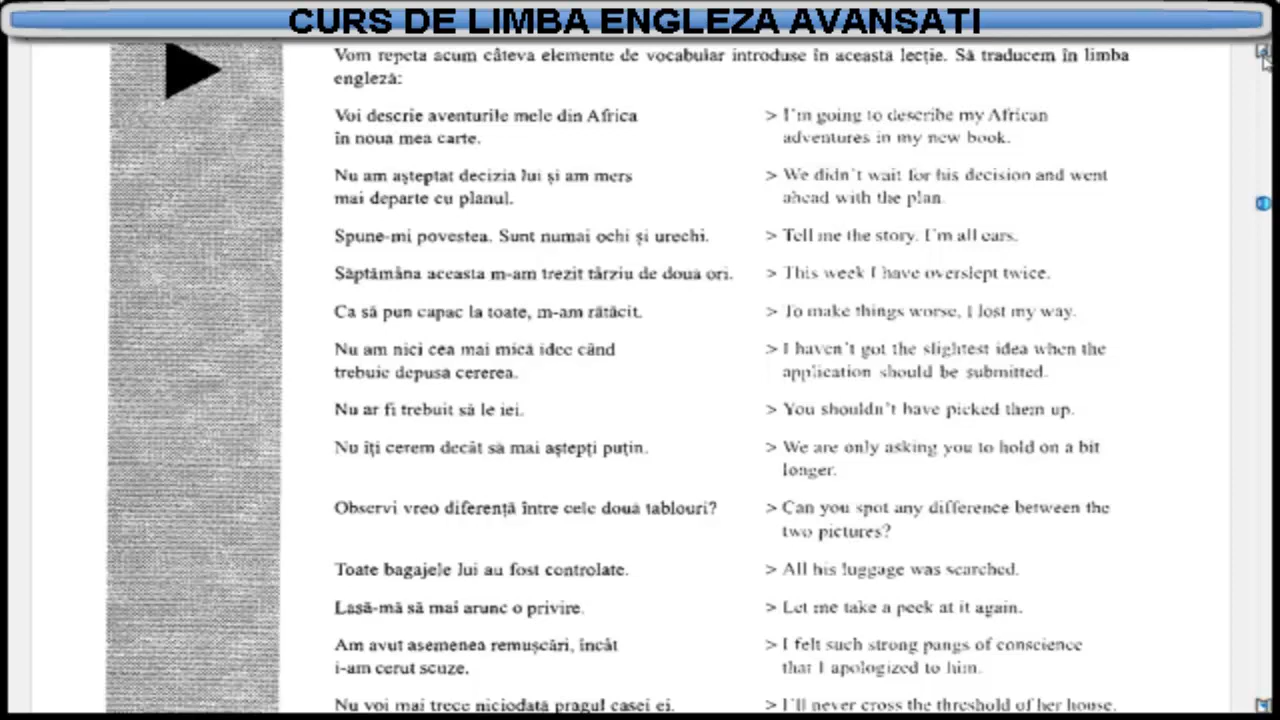 CURS DE LIMBA ENGLEZA AVANSATI
Vom repeta acum câteva elemente de vocabular introduse în această lecţie. Să traducem în limba
engleză:
Voi descrie aventurile mele din Africa
în noua mea carte.
> I'm going to describe my African
adventures in my new book.
Nu am aşteptat decizia lui şi am mers
mai departe cu planul.
> We didn't wait for his decision and went
ahead with the plan.
Spune-mi povestea. Sunt numai ochi şi urechi.
> Tell me the story. I'm all ears.
Săptămâna aceasta m-am trezit târziu de două ori.
> This week I have overslept twice.
Ca să pun capac la toate, m-am rătăcit.
> To make things worse, I lost my way.
Nu am nici cea mai mică idee când
trebuie depusă cererea.
> I haven't got the slightest idea when the
application should be submitted.
Nu ar fi trebuit să le iei.
> You shouldn't have picked them up.
Nu îţi cerem decât să mai aştepţi puţin.
> We are only asking you to hold on a bit
longer.
Observi vreo diferenţă între cele două tablouri?
> Can you spot any difference between the
two pictures?
Toate bagajele lui au fost controlate.
> All his luggage was searched.
Lasă-mă să mai arunc o privire.
> Let me take a peek at it again.
Am avut asemenea remuşcări, încât
i-am cerut scuze.
> I felt such strong pangs of conscience
that I apologized to him.
Nu voi mai trece niciodată pragul casei ei.
> I'll never cross the threshold of her house.